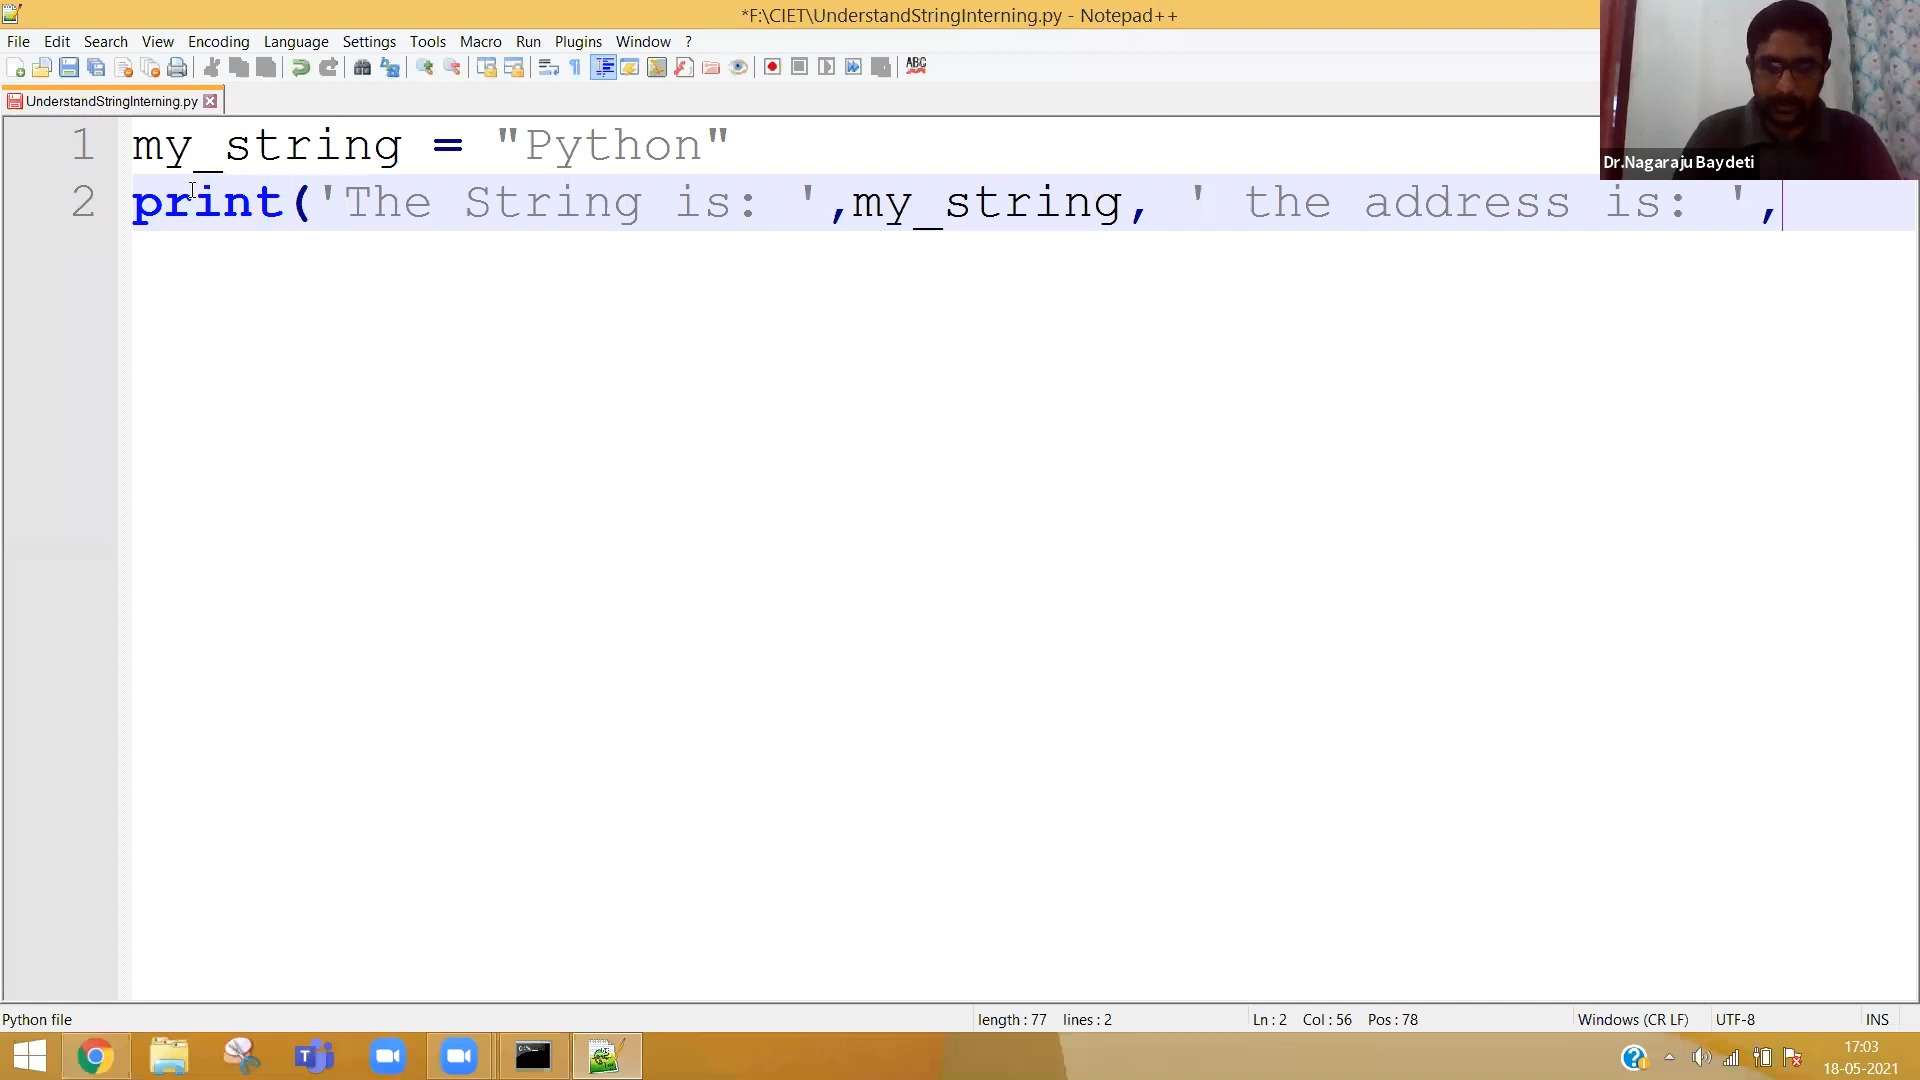 *F:\CIET\UnderstandStringInterning.py - Notepad++
File Edit Search View Encoding Language Settings Tools Macro Run Plugins Window ?
ABC
UnderstandStringInterning.py
1 my_string = "Python"
2 print('The String is: ',my_string, ' the address is: ',
Dr.Nagaraju Baydeti
Python file length : 77 lines : 2 Ln : 2 Col : 56 Pos : 78 Windows (CR LF) UTF-8 INS
17:03
18-05-2021